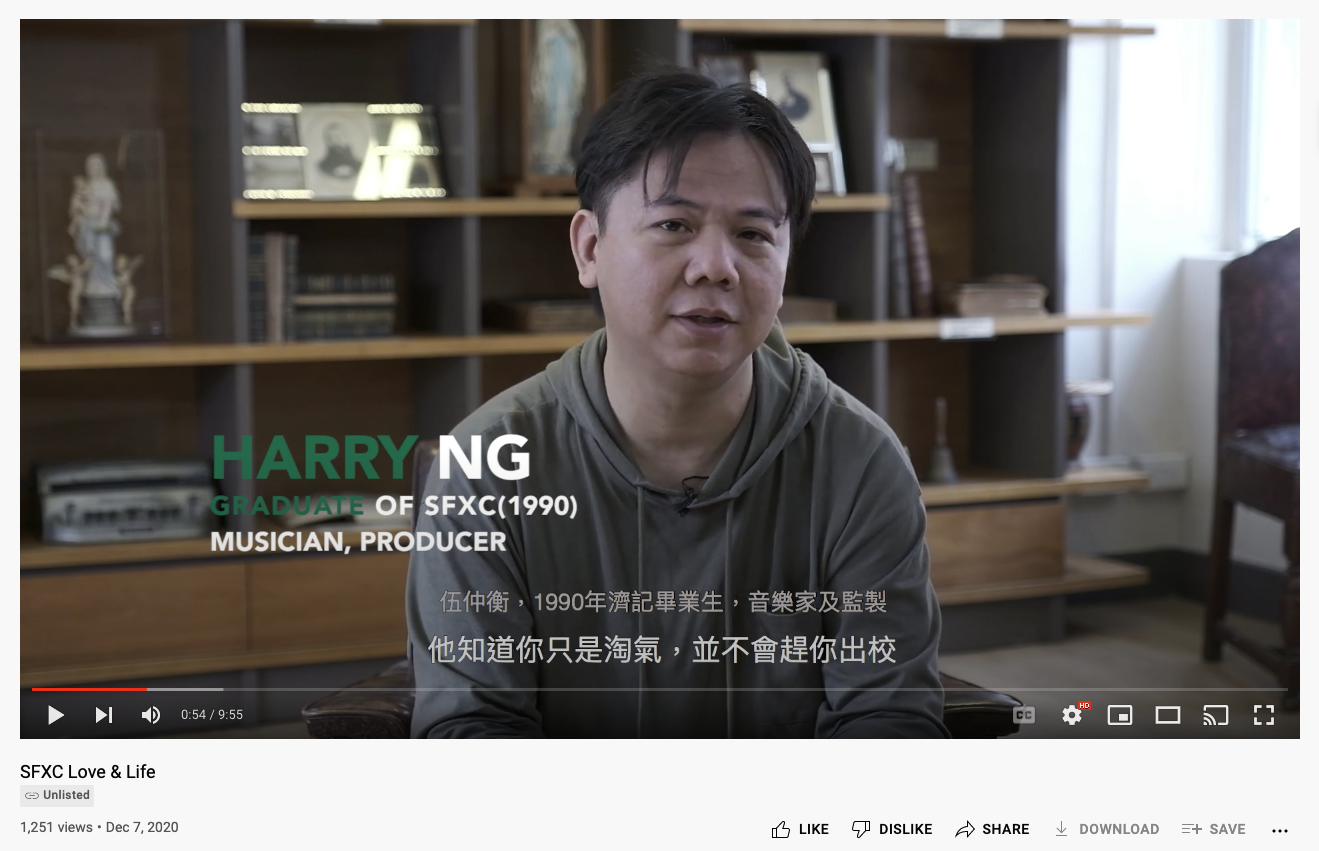 HARRY NG
GRADUATE OF SFXC(1990)
MUSICIAN, PRODUCER
伍仲衡，1990年濟記畢業生，音樂家及監製
他知道你只是淘氣，並不會趕你出校
0:54 / 9:55
CC
HD
SFXC Love & Life
Unlisted
1,251 views • Dec 7, 2020
LIKE
DISLIKE
SHARE
DOWNLOAD
SAVE